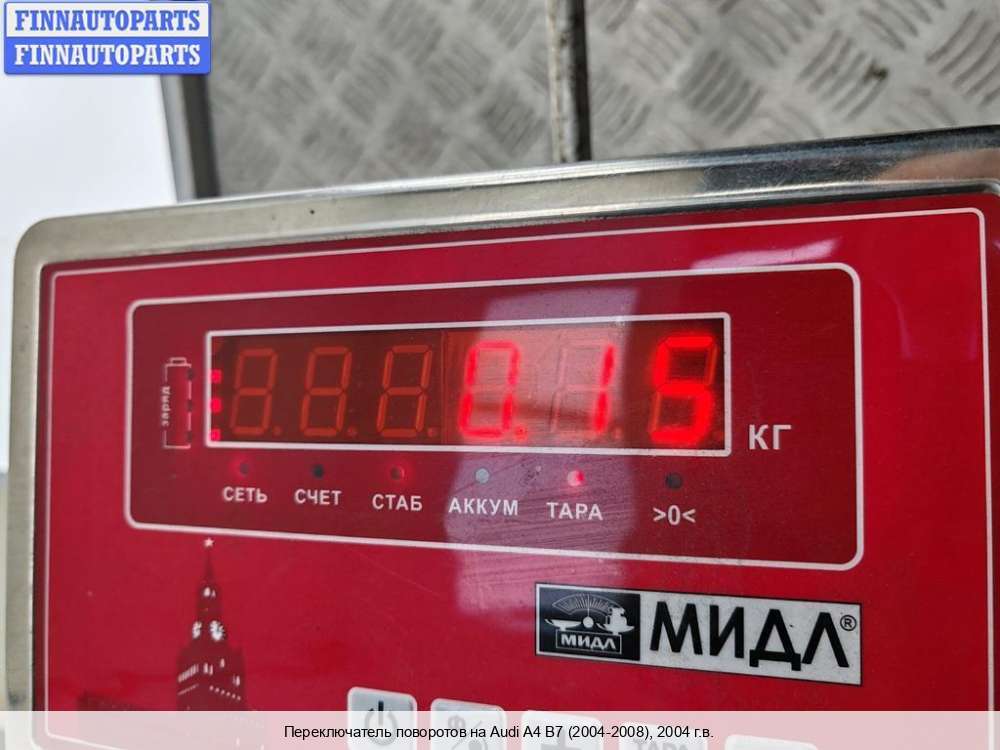 FINNAUTOPARTS
FINNAUTOPARTS
заряд
0.15
КГ
СЕТЬ СЧЕТ СТАБ АККУМ ТАРА >0<
МИДЛ
МИДЛ®
ТАРА
Переключатель поворотов на Audi A4 B7 (2004-2008), 2004 г.в.